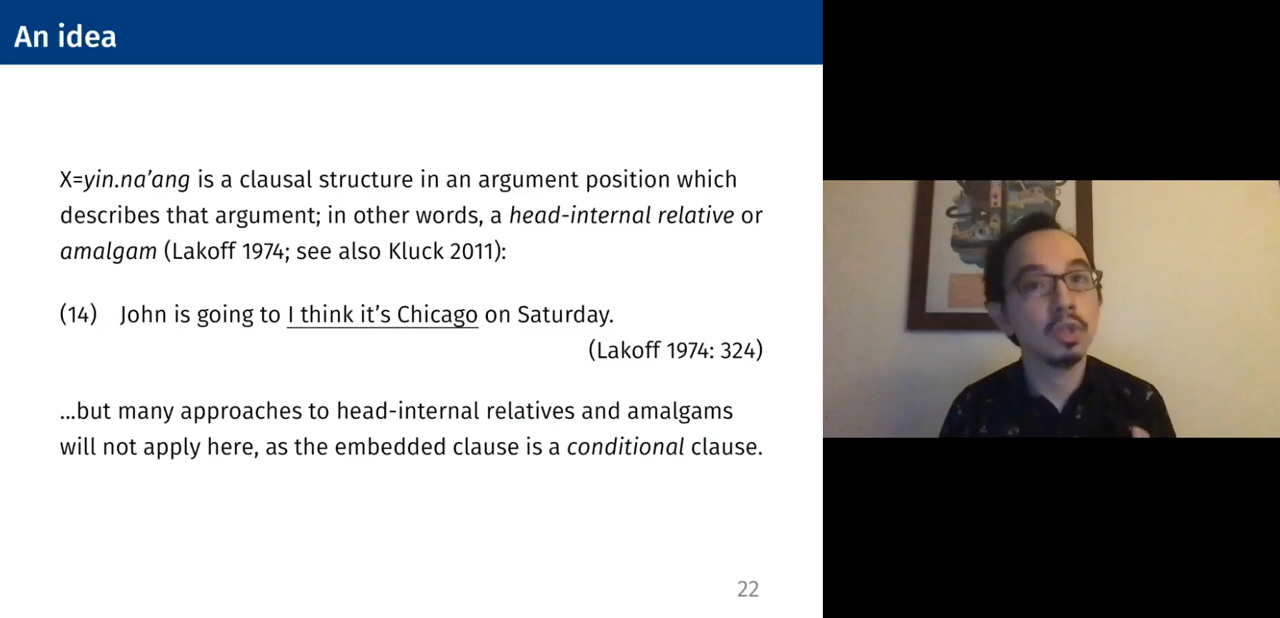 An idea
X=yin.na’ang is a clausal structure in an argument position which
describes that argument; in other words, a head-internal relative or
amalgam (Lakoff 1974; see also Kluck 2011):
(14) John is going to I think it’s Chicago on Saturday.
(Lakoff 1974: 324)
...but many approaches to head-internal relatives and amalgams
will not apply here, as the embedded clause is a conditional clause.
22